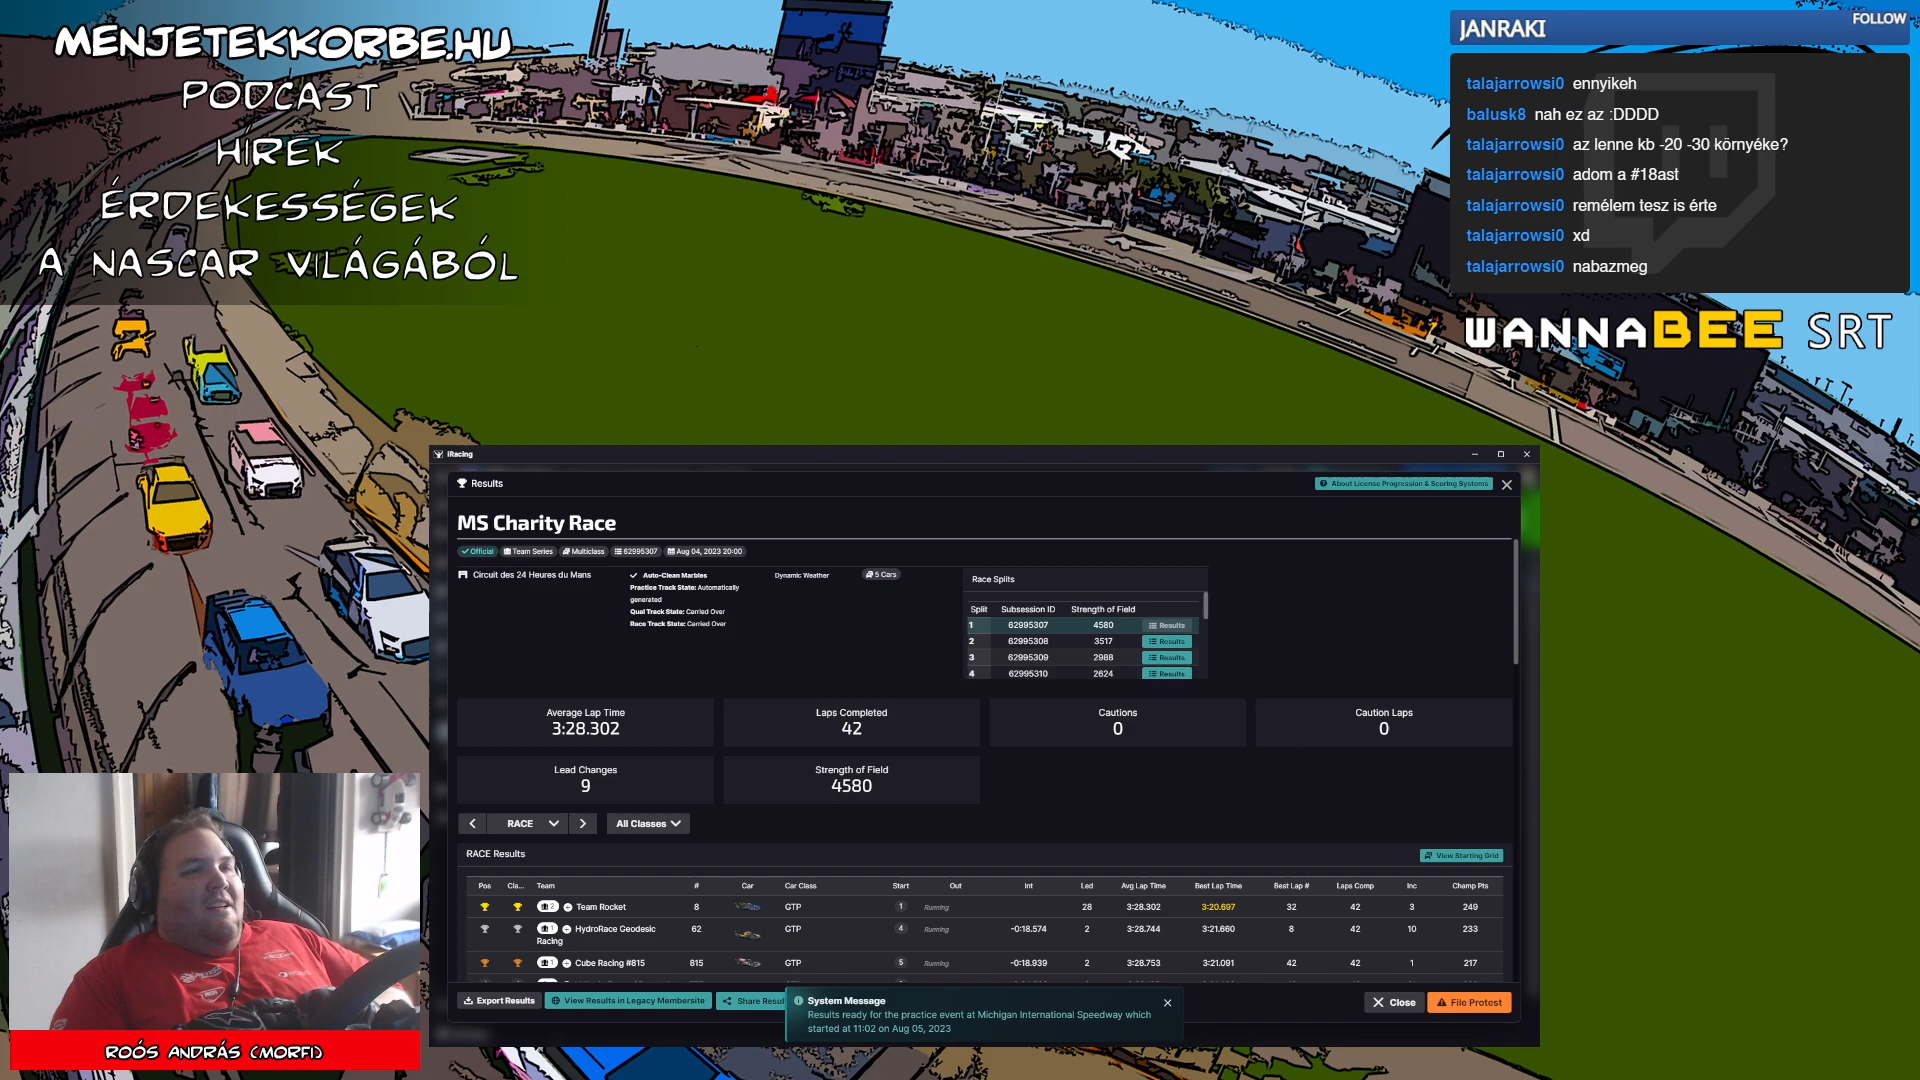 MENJETEKKORBE.HU
PODCAST
HÍREK
ÉRDEKESSÉGEK
A NASCAR VILÁGÁBÓL
JANRAKI
FOLLOW
talajarrowsi0 ennyikeh
balusk8 nah ez az :DDDD
talajarrowsi0 az lenne kb -20 -30 környéke?
talajarrowsi0 adom a #18ast
talajarrowsi0 remélem tesz is érte
talajarrowsi0 xd
talajarrowsi0 nabazmeg
WANNABEE SRT
iRacing
Results
About License Progression & Scoring Systems
MS Charity Race
Official Team Series Multiclass 62995307 Aug 04, 2023 20:00
Circuit des 24 Heures du Mans
Auto-Clean Marbles
Practice Track State: Automatically
generated
Qual Track State: Carried Over
Race Track State: Carried Over
Dynamic Weather
5 Cars
Race Splits
Split Subsession ID Strength of Field
1 62995307 4580 Results
2 62995308 3517 Results
3 62995309 2988 Results
4 62995310 2624 Results
Average Lap Time
3:28.302
Laps Completed
42
Cautions
0
Caution Laps
0
Lead Changes
9
Strength of Field
4580
RACE
All Classes
RACE Results
View Starting Grid
Pos Cla... Team # Car Car Class Start Out Int Led Avg Lap Time Best Lap Time Best Lap # Laps Comp Inc Champ Pts
2 Team Rocket 8 GTP 1 Running 28 3:28.302 3:20.697 32 42 3 249
1 HydroRace Geodesic Racing 62 GTP 4 Running -0:18.574 2 3:28.744 3:21.660 8 42 10 233
1 Cube Racing #815 815 GTP 5 Running -0:18.939 2 3:28.753 3:21.091 42 42 1 217
Export Results
View Results in Legacy Membersite
Share Resul
System Message
Results ready for the practice event at Michigan International Speedway which
started at 11:02 on Aug 05, 2023
Close
File Protest
ROÓS ANDRÁS (MORFI)